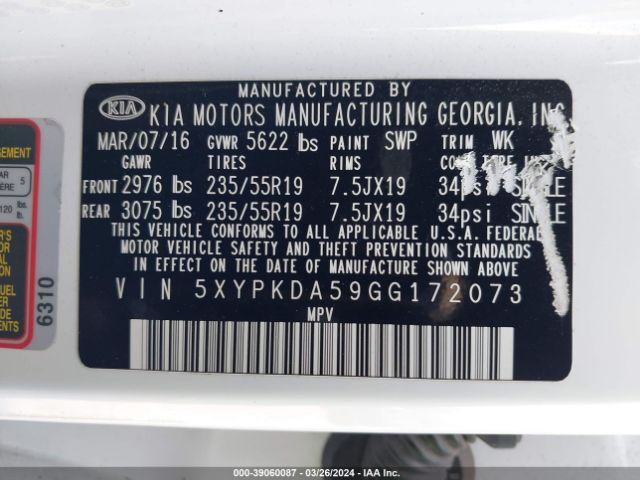 MANUFACTURED BY
KIA KIA MOTORS MANUFACTURING GEORGIA, INC
MAR/07/16 GVWR 5622 lbs PAINT SWP TRIM WK
GAWR TIRES RIMS
FRONT 2976 lbs 235/55R19 7.5JX19 34psi SINGLE
REAR 3075 lbs 235/55R19 7.5JX19 34psi SINGLE
THIS VEHICLE CONFORMS TO ALL APPLICABLE U.S.A. FEDERAL
MOTOR VEHICLE SAFETY AND THEFT PREVENTION STANDARDS
IN EFFECT ON THE DATE OF MANUFACTURE SHOWN ABOVE
VIN 5XYPKDA59GG172073
MPV
6310
000-39060087 - 03/26/2024 - IAA Inc.